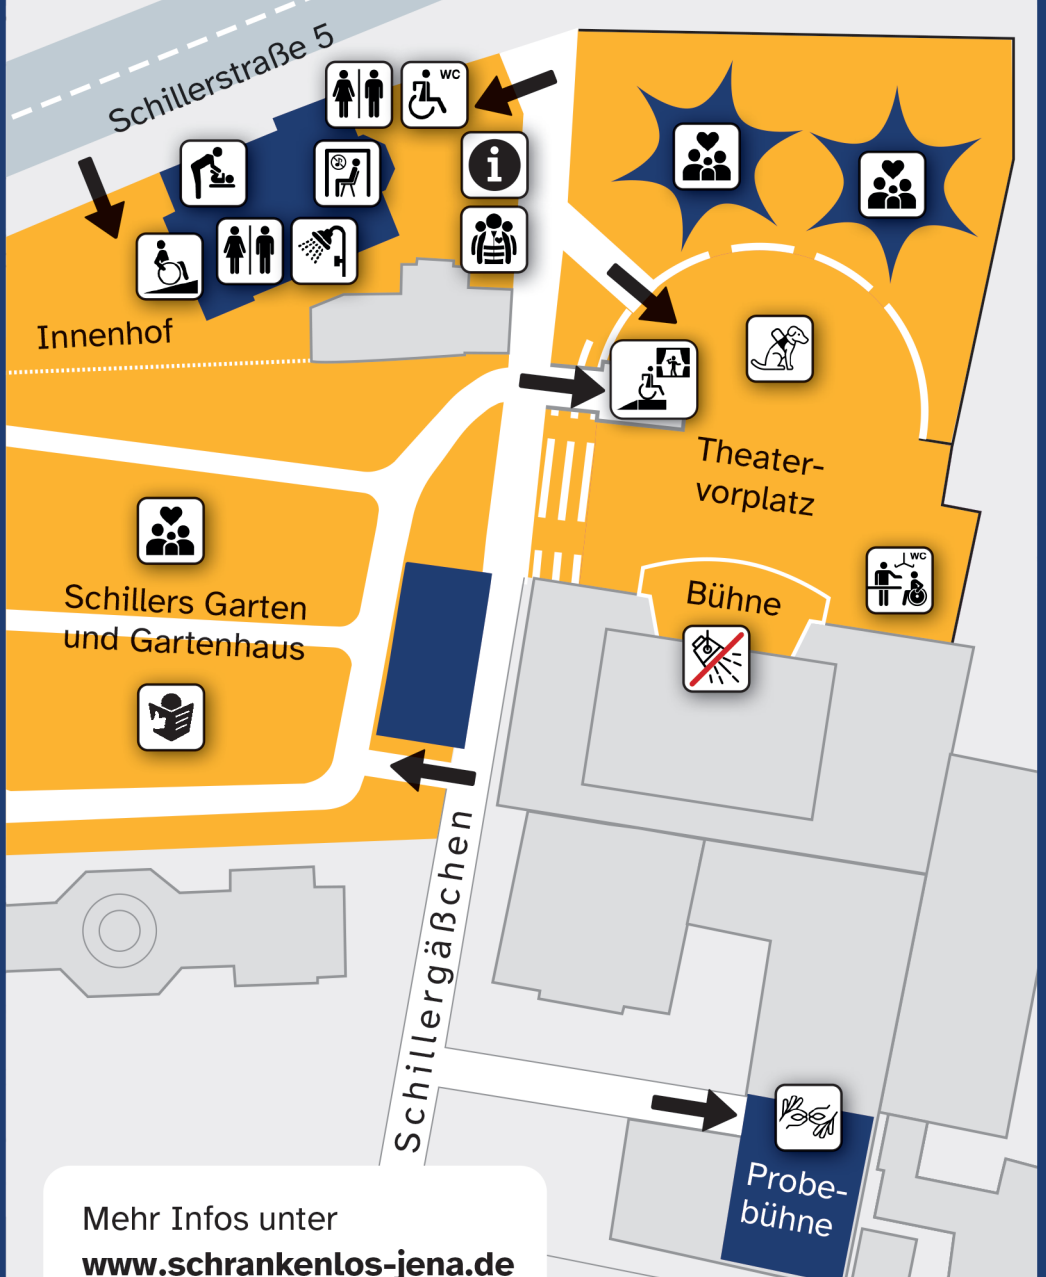 Schillerstraße 5
WC
i
Innenhof
Theater-
vorplatz
WC
Bühne
Schillers Garten
und Gartenhaus
Schillergäßchen
Probe-
bühne
Mehr Infos unter
www.schrankenlos-jena.de